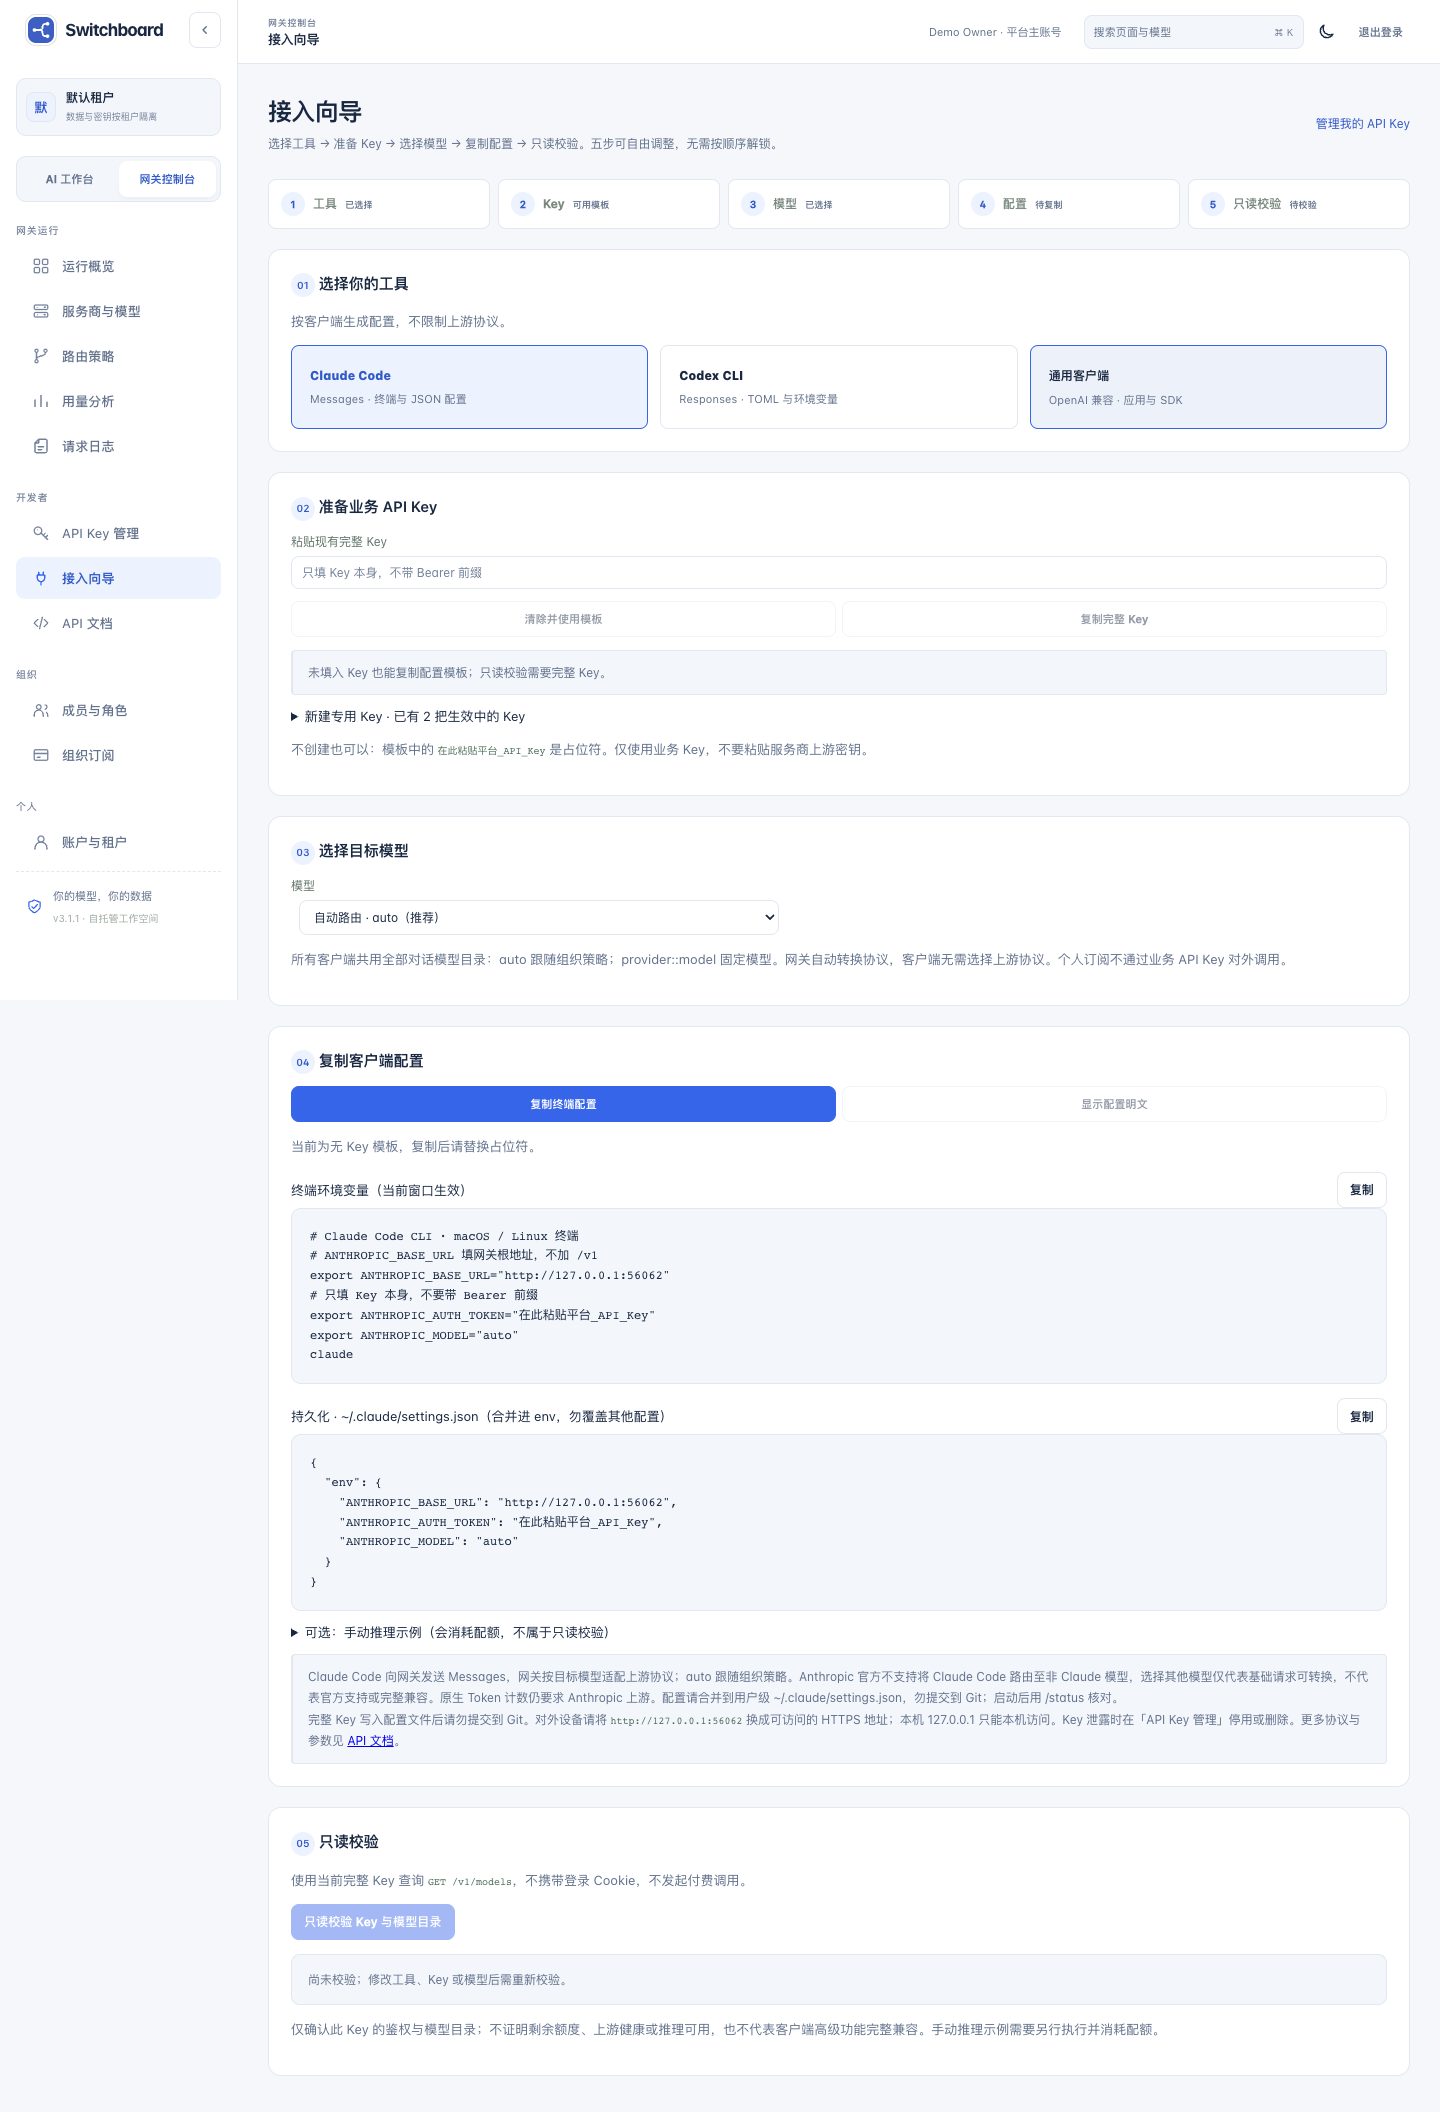 Switchboard
默
默认租户
数据与密钥按租户隔离
AI 工作台
网关控制台
网关运行
运行概览
服务商与模型
路由策略
用量分析
请求日志
开发者
API Key 管理
接入向导
API 文档
组织
成员与角色
组织订阅
个人
账户与租户
你的模型，你的数据
v3.1.1 · 自托管工作空间
网关控制台
接入向导
Demo Owner · 平台主账号
搜索页面与模型
⌘ K
退出登录
接入向导
选择工具 → 准备 Key → 选择模型 → 复制配置 → 只读校验。五步可自由调整，无需按顺序解锁。
管理我的 API Key
1 工具 已选择
2 Key 可用模板
3 模型 已选择
4 配置 待复制
5 只读校验 待校验
01 选择你的工具
按客户端生成配置，不限制上游协议。
Claude Code
Messages · 终端与 JSON 配置
Codex CLI
Responses · TOML 与环境变量
通用客户端
OpenAI 兼容 · 应用与 SDK
02 准备业务 API Key
粘贴现有完整 Key
只填 Key 本身，不带 Bearer 前缀
清除并使用模板
复制完整 Key
未填入 Key 也能复制配置模板；只读校验需要完整 Key。
新建专用 Key · 已有 2 把生效中的 Key
不创建也可以：模板中的 在此粘贴平台_API_Key 是占位符。仅使用业务 Key，不要粘贴服务商上游密钥。
03 选择目标模型
模型
自动路由 · auto（推荐）
所有客户端共用全部对话模型目录：auto 跟随组织策略；provider::model 固定模型。网关自动转换协议，客户端无需选择上游协议。个人订阅不通过业务 API Key 对外调用。
04 复制客户端配置
复制终端配置
显示配置明文
当前为无 Key 模板，复制后请替换占位符。
终端环境变量（当前窗口生效）
复制
# Claude Code CLI · macOS / Linux 终端
# ANTHROPIC_BASE_URL 填网关根地址，不加 /v1
export ANTHROPIC_BASE_URL="http://127.0.0.1:56062"
# 只填 Key 本身，不要带 Bearer 前缀
export ANTHROPIC_AUTH_TOKEN="在此粘贴平台_API_Key"
export ANTHROPIC_MODEL="auto"
claude
持久化 · ~/.claude/settings.json（合并进 env，勿覆盖其他配置）
复制
{
"env": {
"ANTHROPIC_BASE_URL": "http://127.0.0.1:56062",
"ANTHROPIC_AUTH_TOKEN": "在此粘贴平台_API_Key",
"ANTHROPIC_MODEL": "auto"
}
}
可选：手动推理示例（会消耗配额，不属于只读校验）
Claude Code 向网关发送 Messages，网关按目标模型适配上游协议；auto 跟随组织策略。Anthropic 官方不支持将 Claude Code 路由至非 Claude 模型，选择其他模型仅代表基础请求可转换，不代
表官方支持或完整兼容。原生 Token 计数仍要求 Anthropic 上游。配置请合并到用户级 ~/.claude/settings.json，勿提交到 Git；启动后用 /status 核对。
完整 Key 写入配置文件后请勿提交到 Git。对外设备请将 http://127.0.0.1:56062 换成可访问的 HTTPS 地址；本机 127.0.0.1 只能本机访问。Key 泄露时在「API Key 管理」停用或删除。更多协议与
参数见 API 文档。
05 只读校验
使用当前完整 Key 查询 GET /v1/models，不携带登录 Cookie，不发起付费调用。
只读校验 Key 与模型目录
尚未校验；修改工具、Key 或模型后需重新校验。
仅确认此 Key 的鉴权与模型目录；不证明剩余额度、上游健康或推理可用，也不代表客户端高级功能完整兼容。手动推理示例需要另行执行并消耗配额。